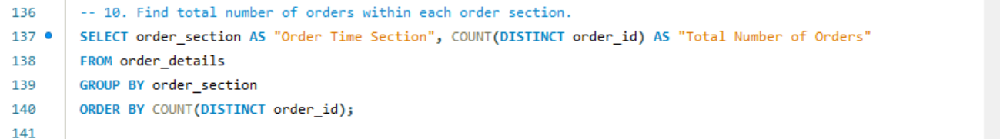 136 -- 10. Find total number of orders within each order section.
137 SELECT order_section AS "Order Time Section", COUNT(DISTINCT order_id) AS "Total Number of Orders"
138 FROM order_details
139 GROUP BY order_section
140 ORDER BY COUNT(DISTINCT order_id);
141